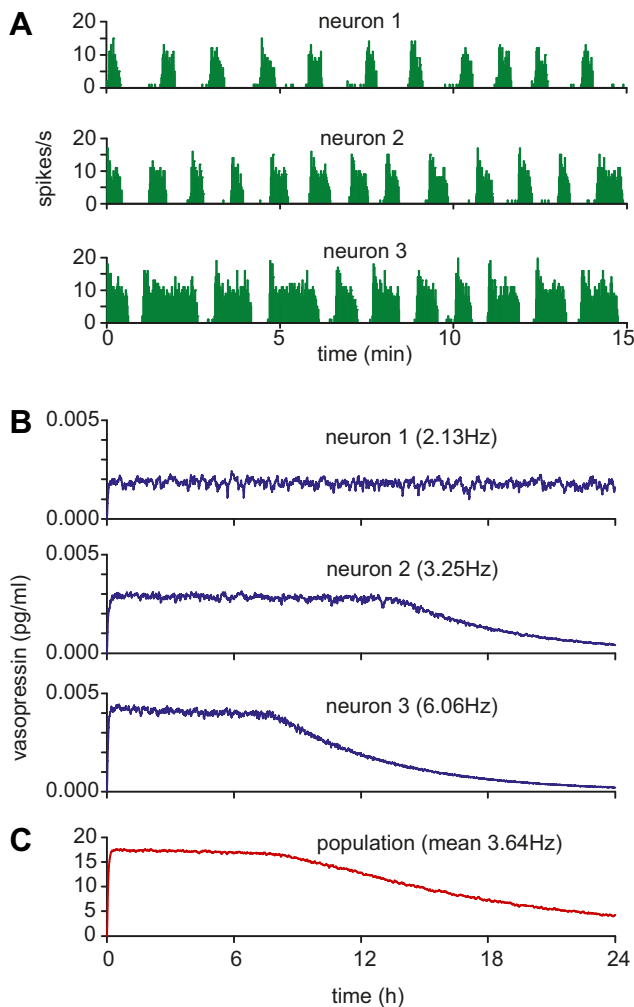 A
neuron 1
20
10
0
neuron 2
20
10
0
spikes/s
neuron 3
20
10
0
0 5 10 15
time (min)
B
0.005
neuron 1 (2.13Hz)
0.000
0.005
neuron 2 (3.25Hz)
0.000
vasopressin (pg/ml)
0.005
neuron 3 (6.06Hz)
0.000
C
population (mean 3.64Hz)
20
15
10
5
0
0 6 12 18 24
time (h)